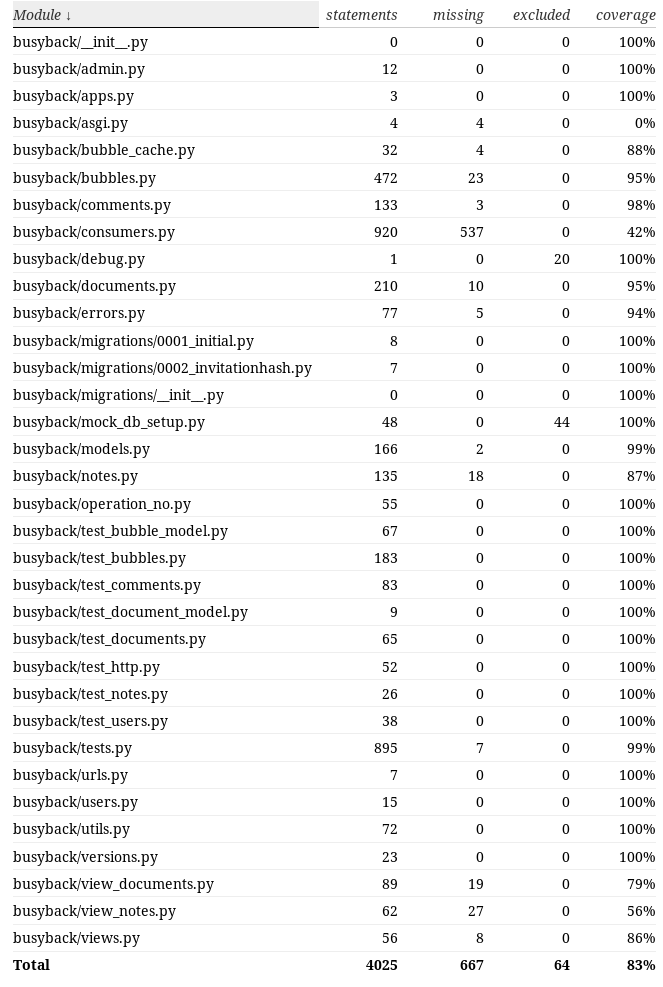 Module ↓ statements missing excluded coverage
busyback/__init__.py 0 0 0 100%
busyback/admin.py 12 0 0 100%
busyback/apps.py 3 0 0 100%
busyback/asgi.py 4 4 0 0%
busyback/bubble_cache.py 32 4 0 88%
busyback/bubbles.py 472 23 0 95%
busyback/comments.py 133 3 0 98%
busyback/consumers.py 920 537 0 42%
busyback/debug.py 1 0 20 100%
busyback/documents.py 210 10 0 95%
busyback/errors.py 77 5 0 94%
busyback/migrations/0001_initial.py 8 0 0 100%
busyback/migrations/0002_invitationhash.py 7 0 0 100%
busyback/migrations/__init__.py 0 0 0 100%
busyback/mock_db_setup.py 48 0 44 100%
busyback/models.py 166 2 0 99%
busyback/notes.py 135 18 0 87%
busyback/operation_no.py 55 0 0 100%
busyback/test_bubble_model.py 67 0 0 100%
busyback/test_bubbles.py 183 0 0 100%
busyback/test_comments.py 83 0 0 100%
busyback/test_document_model.py 9 0 0 100%
busyback/test_documents.py 65 0 0 100%
busyback/test_http.py 52 0 0 100%
busyback/test_notes.py 26 0 0 100%
busyback/test_users.py 38 0 0 100%
busyback/tests.py 895 7 0 99%
busyback/urls.py 7 0 0 100%
busyback/users.py 15 0 0 100%
busyback/utils.py 72 0 0 100%
busyback/versions.py 23 0 0 100%
busyback/view_documents.py 89 19 0 79%
busyback/view_notes.py 62 27 0 56%
busyback/views.py 56 8 0 86%
Total 4025 667 64 83%